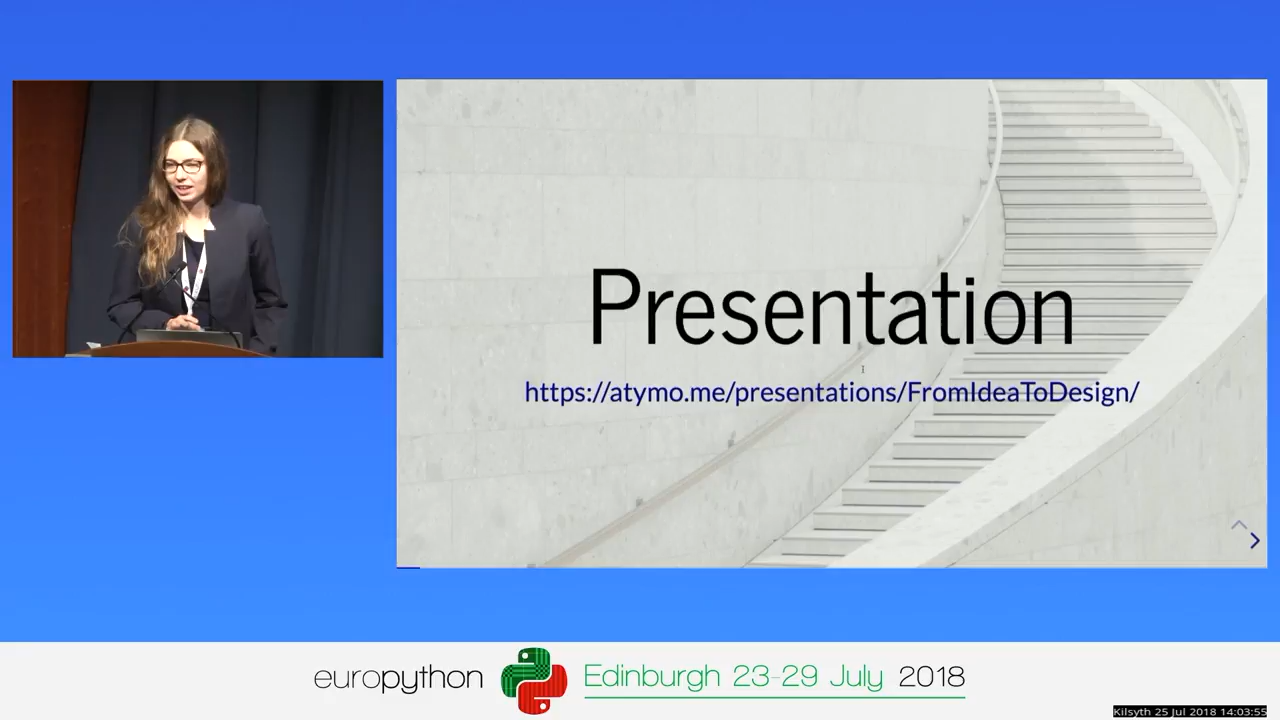 Presentation
https://atymo.me/presentations/FromIdeaToDesign/
europython Edinburgh 23-29 July 2018
Kilsyth 25 Jul 2018 14:03:55